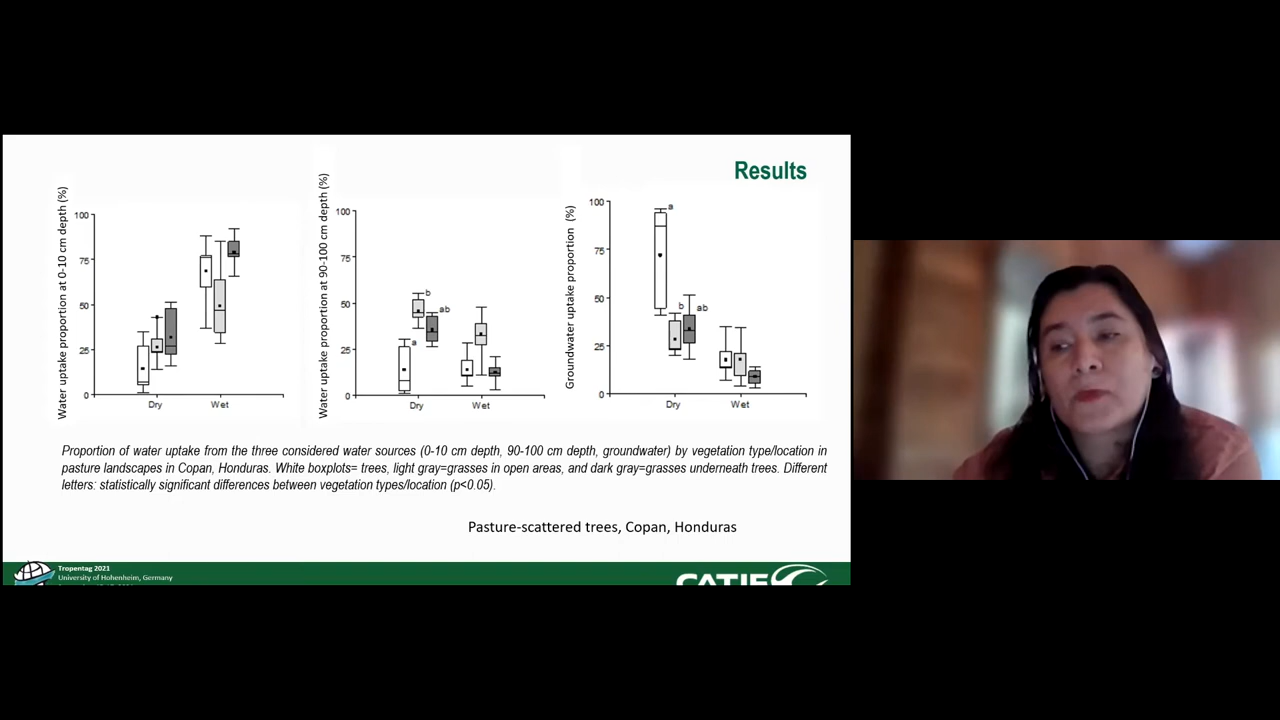 Results
Water uptake proportion at 0-10 cm depth (%)
100
75
50
25
0
Dry
Wet
Water uptake proportion at 90-100 cm depth (%)
100
75
50
25
0
a
b
ab
Dry
Wet
Groundwater uptake proportion (%)
100
75
50
25
0
a
b
ab
Dry
Wet
Proportion of water uptake from the three considered water sources (0-10 cm depth, 90-100 cm depth, groundwater) by vegetation type/location in
pasture landscapes in Copan, Honduras. White boxplots= trees, light gray=grasses in open areas, and dark gray=grasses underneath trees. Different
letters: statistically significant differences between vegetation types/location (p<0.05).
Pasture-scattered trees, Copan, Honduras
Tropentag 2021
University of Hohenheim, Germany
CATIE